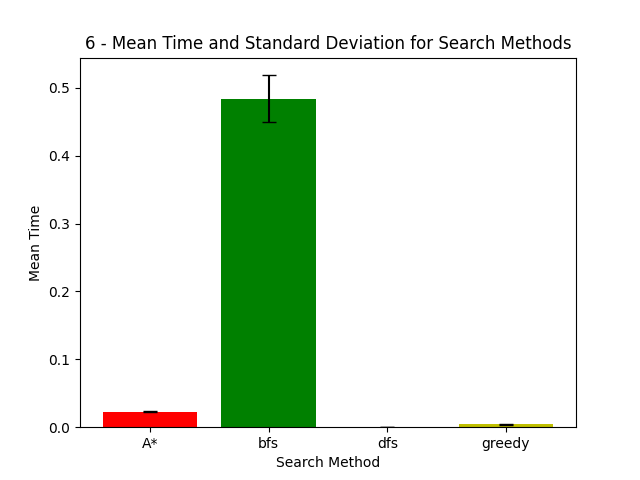 6 - Mean Time and Standard Deviation for Search Methods
0.5
0.4
0.3
0.2
0.1
0.0
Mean Time
A* bfs dfs greedy
Search Method